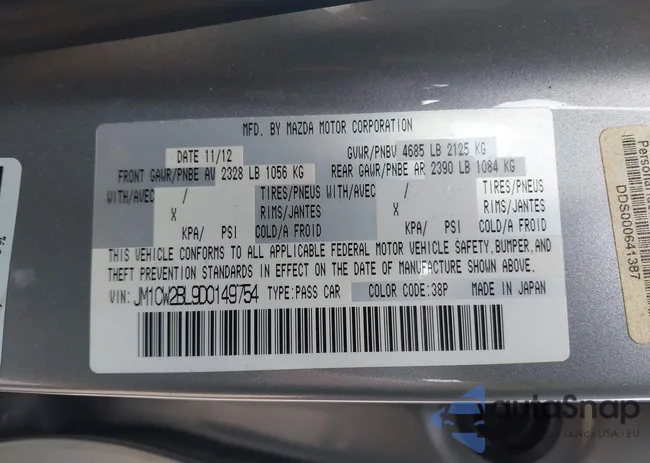 MFD. BY MAZDA MOTOR CORPORATION
DATE 11/12 GVWR/PNBV 4685 LB 2125 KG
FRONT GAWR/PNBE AV 2328 LB 1056 KG REAR GAWR/PNBE AR 2390 LB 1084 KG
WITH/AVEC / TIRES/PNEUS WITH/AVEC / TIRES/PNEUS
X RIMS/JANTES X RIMS/JANTES
KPA/ PSI COLD/A FROID KPA/ PSI COLD/A FROID
THIS VEHICLE CONFORMS TO ALL APPLICABLE FEDERAL MOTOR VEHICLE SAFETY, BUMPER, AND
THEFT PREVENTION STANDARDS IN EFFECT ON THE DATE OF MANUFACTURE SHOWN ABOVE.
VIN: JM1CW2BL9D0149754 TYPE: PASS CAR COLOR CODE: 38P MADE IN JAPAN
DDS000641387
autoSnap
USA - EU